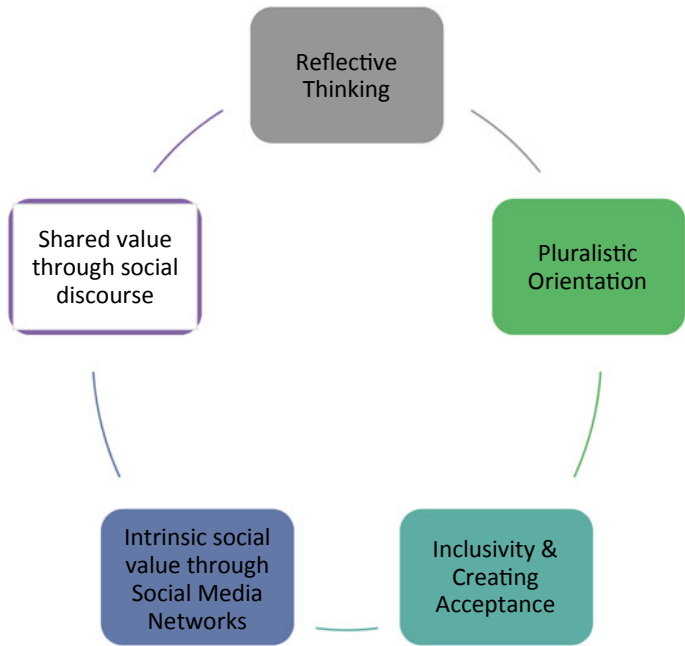 Reflective
Thinking
Pluralistic
Orientation
Inclusivity &
Creating
Acceptance
Intrinsic social
value through
Social Media
Networks
Shared value
through social
discourse